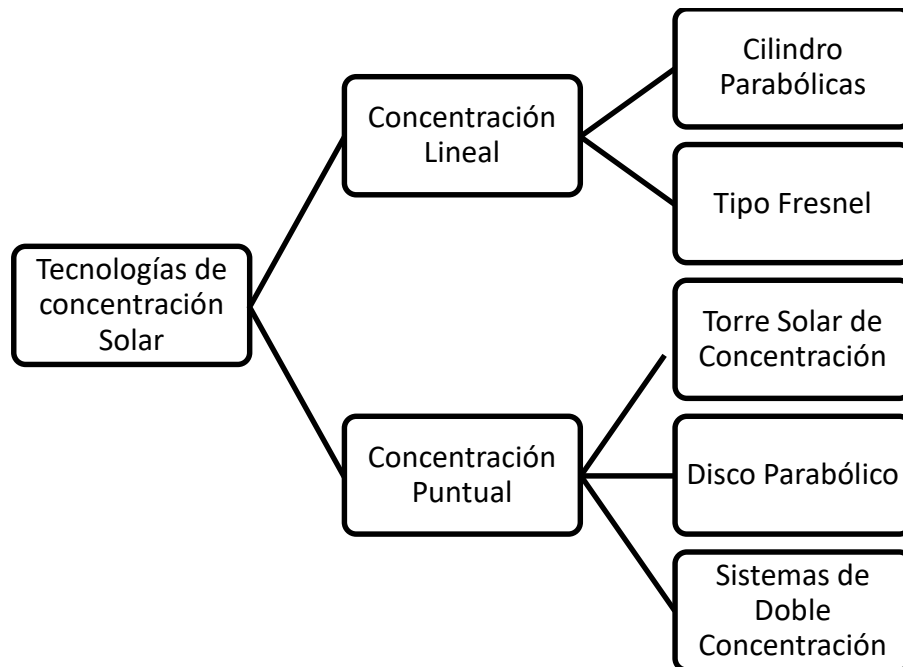 Tecnologías de
concentración
Solar
Concentración
Lineal
Cilindro
Parabólicas
Tipo Fresnel
Concentración
Puntual
Torre Solar de
Concentración
Disco Parabólico
Sistemas de
Doble
Concentración